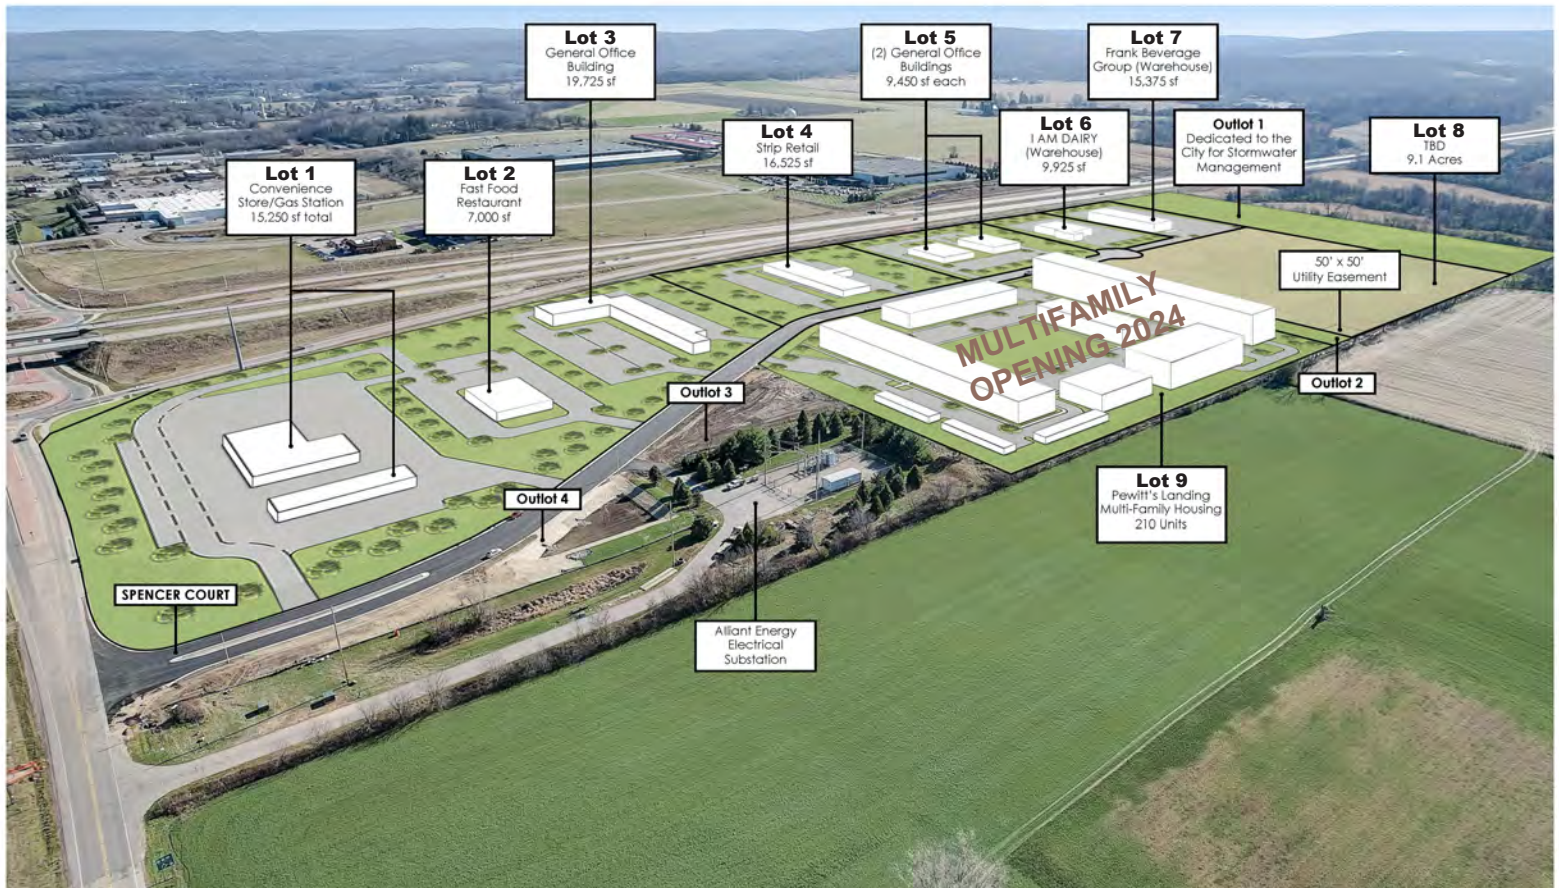 Lot 1
Convenience
Store/Gas Station
15,250 sf total
Lot 2
Fast Food
Restaurant
7,000 sf
Lot 3
General Office
Building
19,725 sf
Lot 4
Strip Retail
16,525 sf
Lot 5
(2) General Office
Buildings
9,450 sf each
Lot 6
I AM DAIRY
(Warehouse)
9,925 sf
Lot 7
Frank Beverage
Group (Warehouse)
15,375 sf
Outlot 1
Dedicated to the
City for Stormwater
Management
Lot 8
TBD
9.1 Acres
50' x 50'
Utility Easement
MULTIFAMILY
OPENING 2024
Outlot 2
Outlot 3
Outlot 4
Lot 9
Pewitt's Landing
Multi-Family Housing
210 Units
SPENCER COURT
Alliant Energy
Electrical
Substation